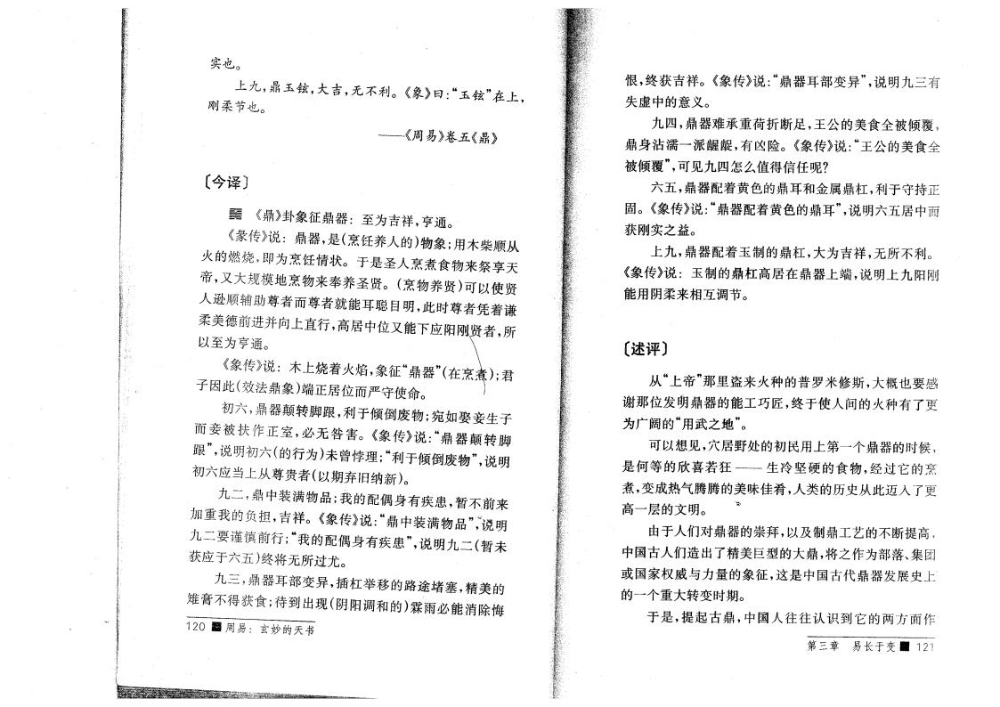 实也。
上九，鼎玉铉，大吉，无不利。《象》曰：“玉铉”在上，
刚柔节也。
——《周易》卷五《鼎》
〔今译〕
䷱ 《鼎》卦象征鼎器：至为吉祥，亨通。
《彖传》说：鼎器，是(烹饪养人的)物象；用木柴顺从
火的燃烧，即为烹饪情状。于是圣人烹煮食物来祭享天
帝，又大规模地烹物来奉养圣贤。(烹物养贤)可以使贤
人逊顺辅助尊者而尊者就能耳聪目明，此时尊者凭着谦
柔美德前进并向上直行，高居中位又能下应阳刚贤者，所
以至为亨通。
《象传》说：木上烧着火焰，象征“鼎器”(在烹煮)；君
子因此(效法鼎象)端正居位而严守使命。
初六，鼎器颠转脚跟，利于倾倒废物；宛如娶妾生子
而妾被扶作正室，必无咎害。《象传》说：“鼎器颠转脚
跟”，说明初六(的行为)未曾悖理；“利于倾倒废物”，说明
初六应当上从尊贵者(以期弃旧纳新)。
九二，鼎中装满物品；我的配偶身有疾患，暂不前来
加重我的负担，吉祥。《象传》说：“鼎中装满物品”，说明
九二要谨慎前行；“我的配偶身有疾患”，说明九二(暂未
获应于六五)终将无所过尤。
九三，鼎器耳部变异，插杠举移的路途堵塞，精美的
雉膏不得获食；待到出现(阴阳调和的)霖雨必能消除悔
120 ■ 周易：玄妙的天书
恨，终获吉祥。《象传》说：“鼎器耳部变异”，说明九三有
失虚中的意义。
九四，鼎器难承重荷折断足，王公的美食全被倾覆，
鼎身沾濡一派龌龊，有凶险。《象传》说：“王公的美食全
被倾覆”，可见九四怎么值得信任呢？
六五，鼎器配着黄色的鼎耳和金属鼎杠，利于守持正
固。《象传》说：“鼎器配着黄色的鼎耳”，说明六五居中而
获刚实之益。
上九，鼎器配着玉制的鼎杠，大为吉祥，无所不利。
《象传》说：玉制的鼎杠高居在鼎器上端，说明上九阳刚
能用阴柔来相互调节。
〔述评〕
从“上帝”那里盗来火种的普罗米修斯，大概也要感
谢那位发明鼎器的能工巧匠，终于使人间的火种有了更
为广阔的“用武之地”。
可以想见，穴居野处的初民用上第一个鼎器的时候，
是何等的欣喜若狂——生冷坚硬的食物，经过它的烹
煮，变成热气腾腾的美味佳肴，人类的历史从此迈入了更
高一层的文明。
由于人们对鼎器的崇拜，以及制鼎工艺的不断提高，
中国古人们造出了精美巨型的大鼎，将之作为部落、集团
或国家权威与力量的象征，这是中国古代鼎器发展史上
的一个重大转变时期。
于是，提起古鼎，中国人往往认识到它的两方面作
第三章 易长于变 ■ 121